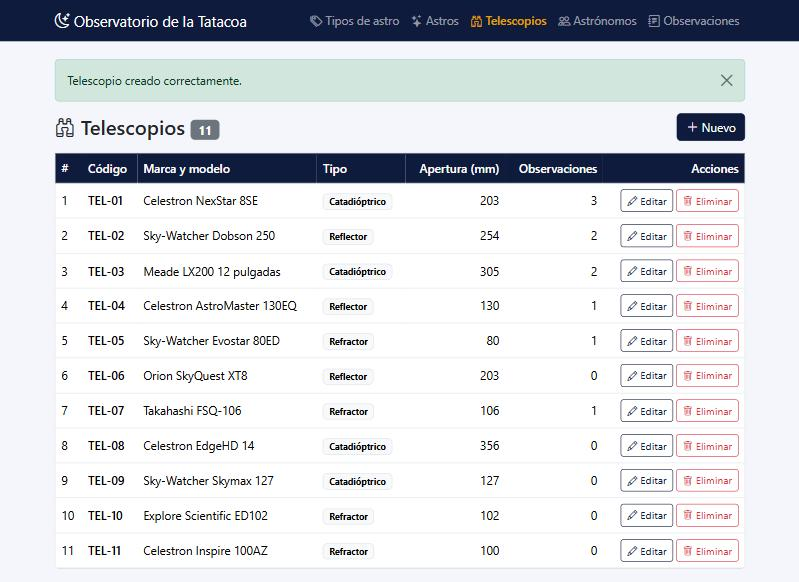 Observatorio de la Tatacoa Tipos de astro Astros Telescopios Astrónomos Observaciones
Telescopio creado correctamente.
Telescopios 11
+ Nuevo
# Código Marca y modelo Tipo Apertura (mm) Observaciones Acciones
1 TEL-01 Celestron NexStar 8SE Catadióptrico 203 3 Editar Eliminar
2 TEL-02 Sky-Watcher Dobson 250 Reflector 254 2 Editar Eliminar
3 TEL-03 Meade LX200 12 pulgadas Catadióptrico 305 2 Editar Eliminar
4 TEL-04 Celestron AstroMaster 130EQ Reflector 130 1 Editar Eliminar
5 TEL-05 Sky-Watcher Evostar 80ED Refractor 80 1 Editar Eliminar
6 TEL-06 Orion SkyQuest XT8 Reflector 203 0 Editar Eliminar
7 TEL-07 Takahashi FSQ-106 Refractor 106 1 Editar Eliminar
8 TEL-08 Celestron EdgeHD 14 Catadióptrico 356 0 Editar Eliminar
9 TEL-09 Sky-Watcher Skymax 127 Catadióptrico 127 0 Editar Eliminar
10 TEL-10 Explore Scientific ED102 Refractor 102 0 Editar Eliminar
11 TEL-11 Celestron Inspire 100AZ Refractor 100 0 Editar Eliminar